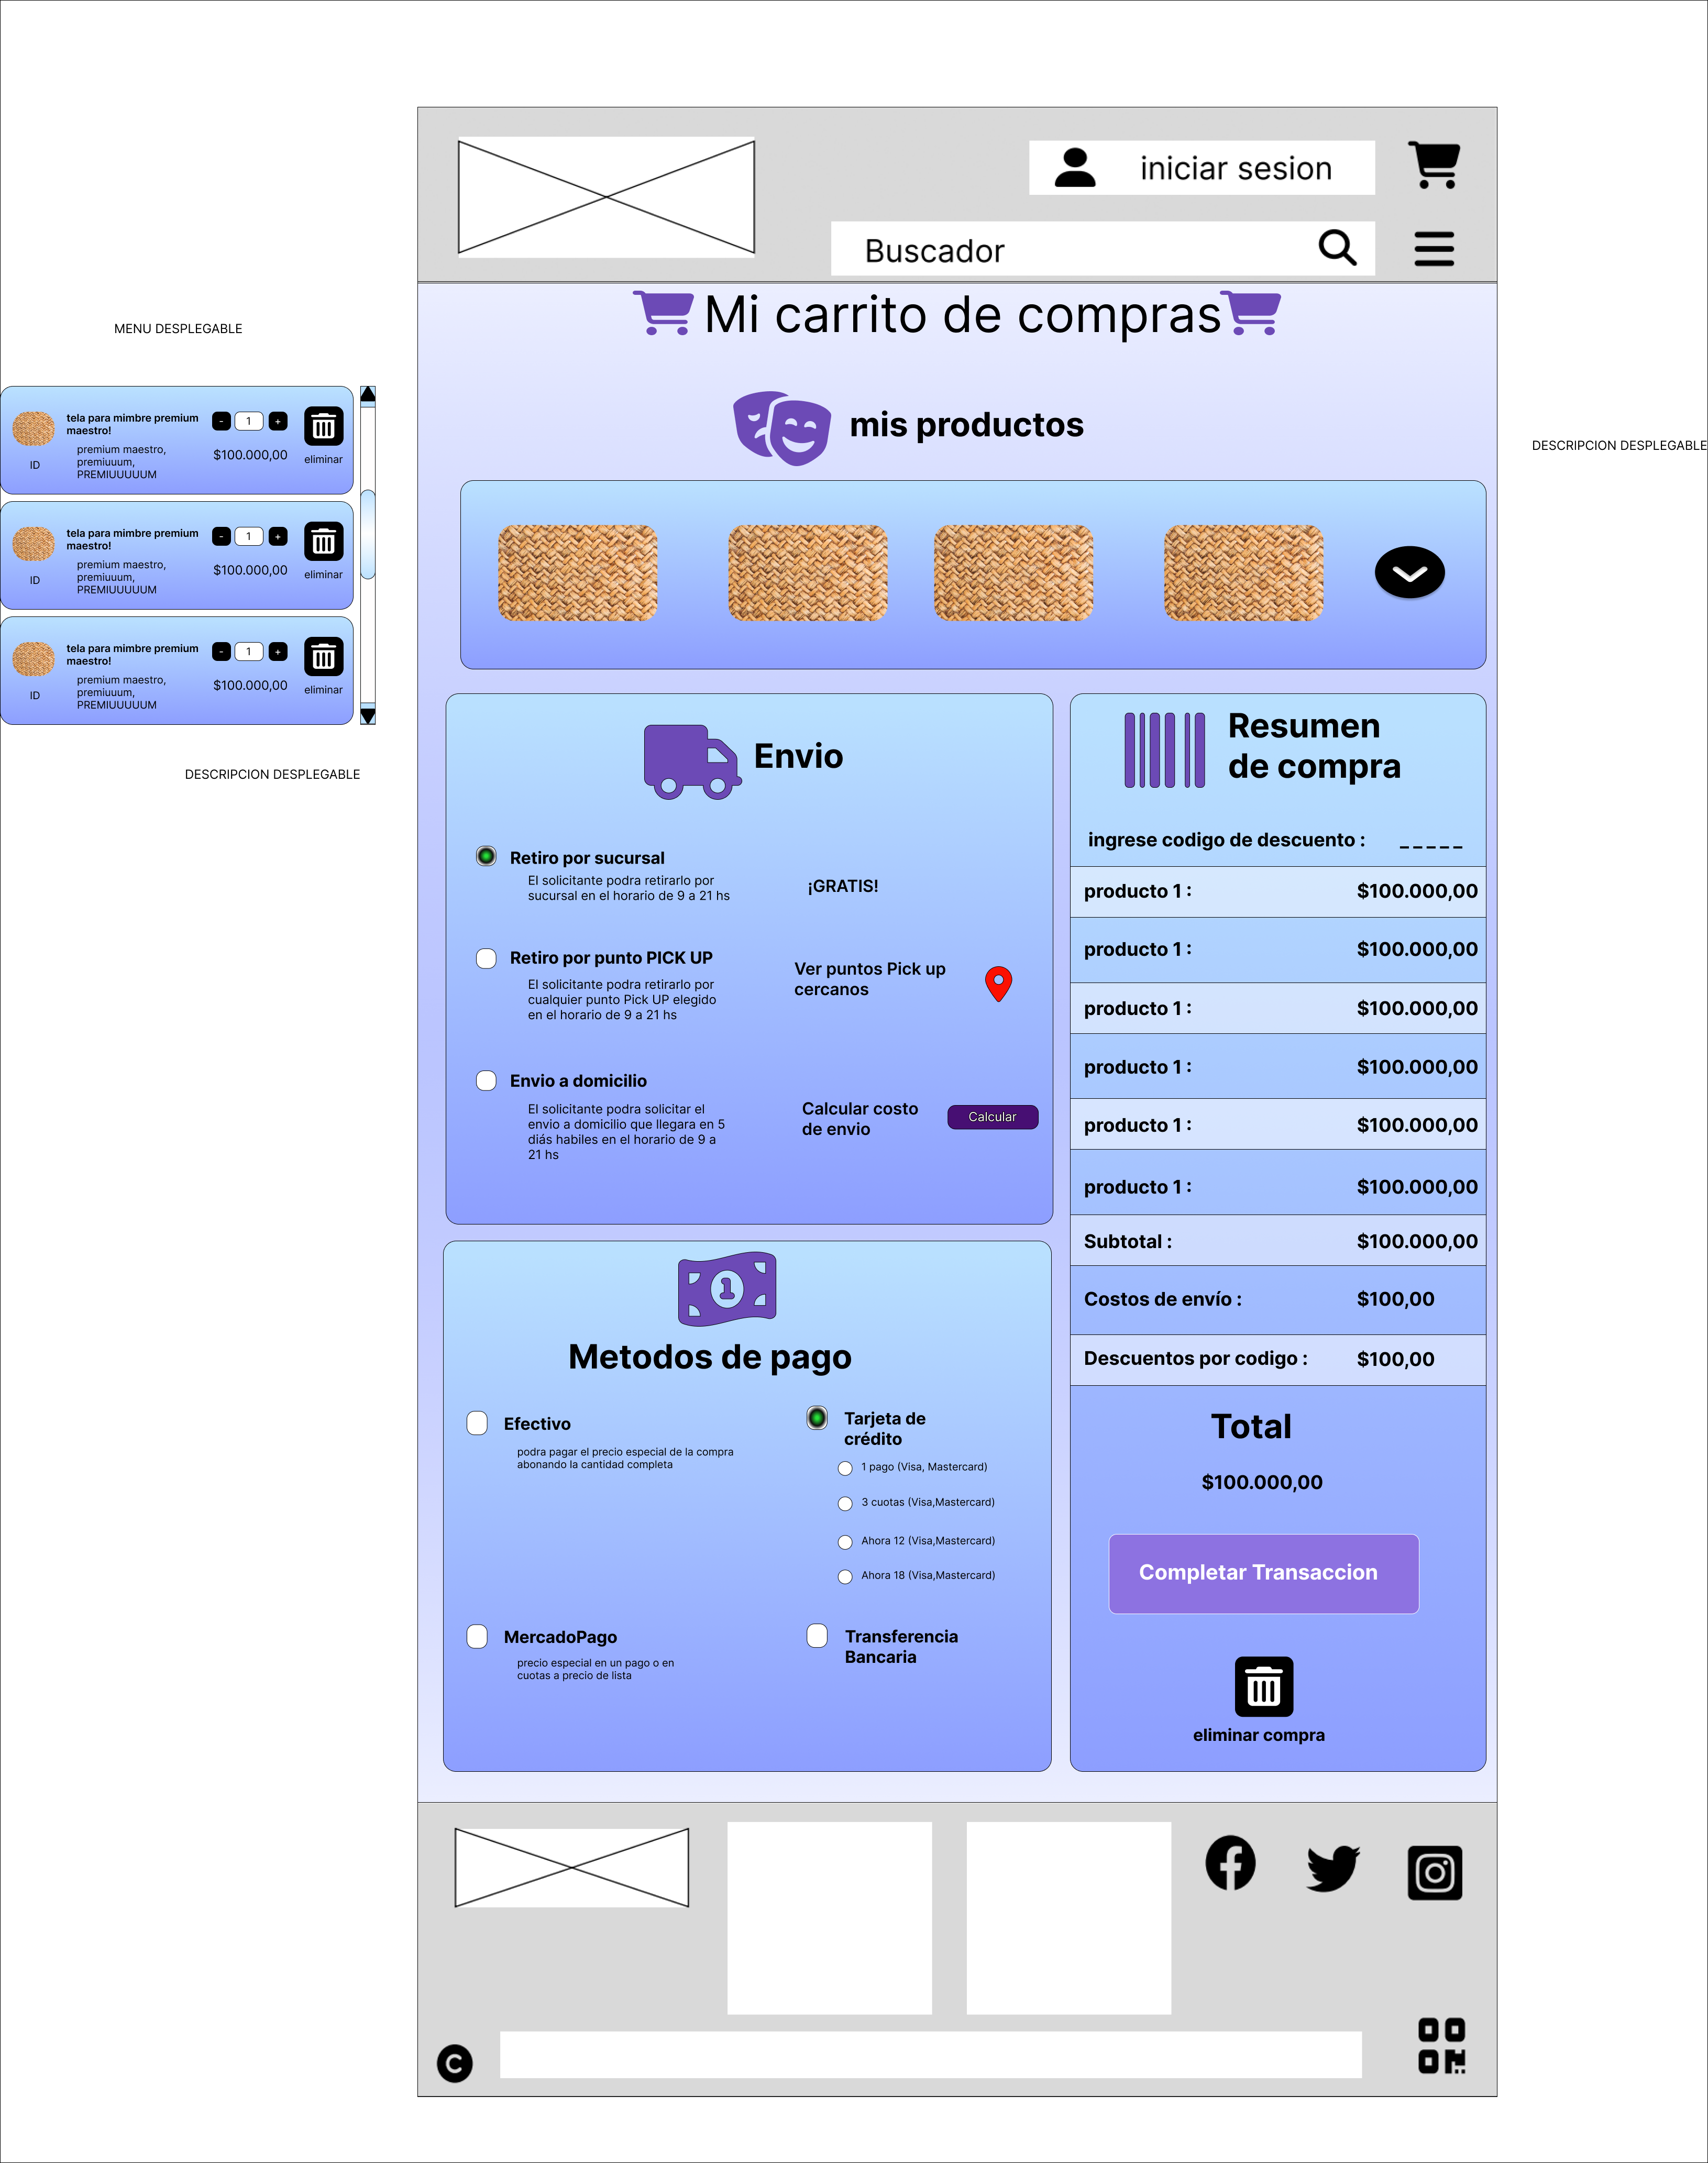 iniciar sesion
Buscador
Mi carrito de compras
MENU DESPLEGABLE
tela para mimbre premium
maestro!
premium maestro,
premiuuum,
PREMIUUUUUM
ID
- 1 +
$100.000,00
eliminar
tela para mimbre premium
maestro!
premium maestro,
premiuuum,
PREMIUUUUUM
ID
- 1 +
$100.000,00
eliminar
tela para mimbre premium
maestro!
premium maestro,
premiuuum,
PREMIUUUUUM
ID
- 1 +
$100.000,00
eliminar
DESCRIPCION DESPLEGABLE
mis productos
DESCRIPCION DESPLEGABLE
Envio
Retiro por sucursal
El solicitante podra retirarlo por
sucursal en el horario de 9 a 21 hs
¡GRATIS!
Retiro por punto PICK UP
El solicitante podra retirarlo por
cualquier punto Pick UP elegido
en el horario de 9 a 21 hs
Ver puntos Pick up
cercanos
Envio a domicilio
El solicitante podra solicitar el
envio a domicilio que llegara en 5
diás habiles en el horario de 9 a
21 hs
Calcular costo
de envio
Calcular
1
Metodos de pago
Efectivo
podra pagar el precio especial de la compra
abonando la cantidad completa
Tarjeta de
crédito
1 pago (Visa, Mastercard)
3 cuotas (Visa,Mastercard)
Ahora 12 (Visa,Mastercard)
Ahora 18 (Visa,Mastercard)
MercadoPago
precio especial en un pago o en
cuotas a precio de lista
Transferencia
Bancaria
Resumen
de compra
ingrese codigo de descuento : _ _ _ _ _
producto 1 : $100.000,00
producto 1 : $100.000,00
producto 1 : $100.000,00
producto 1 : $100.000,00
producto 1 : $100.000,00
producto 1 : $100.000,00
Subtotal : $100.000,00
Costos de envío : $100,00
Descuentos por codigo : $100,00
Total
$100.000,00
Completar Transaccion
eliminar compra
C